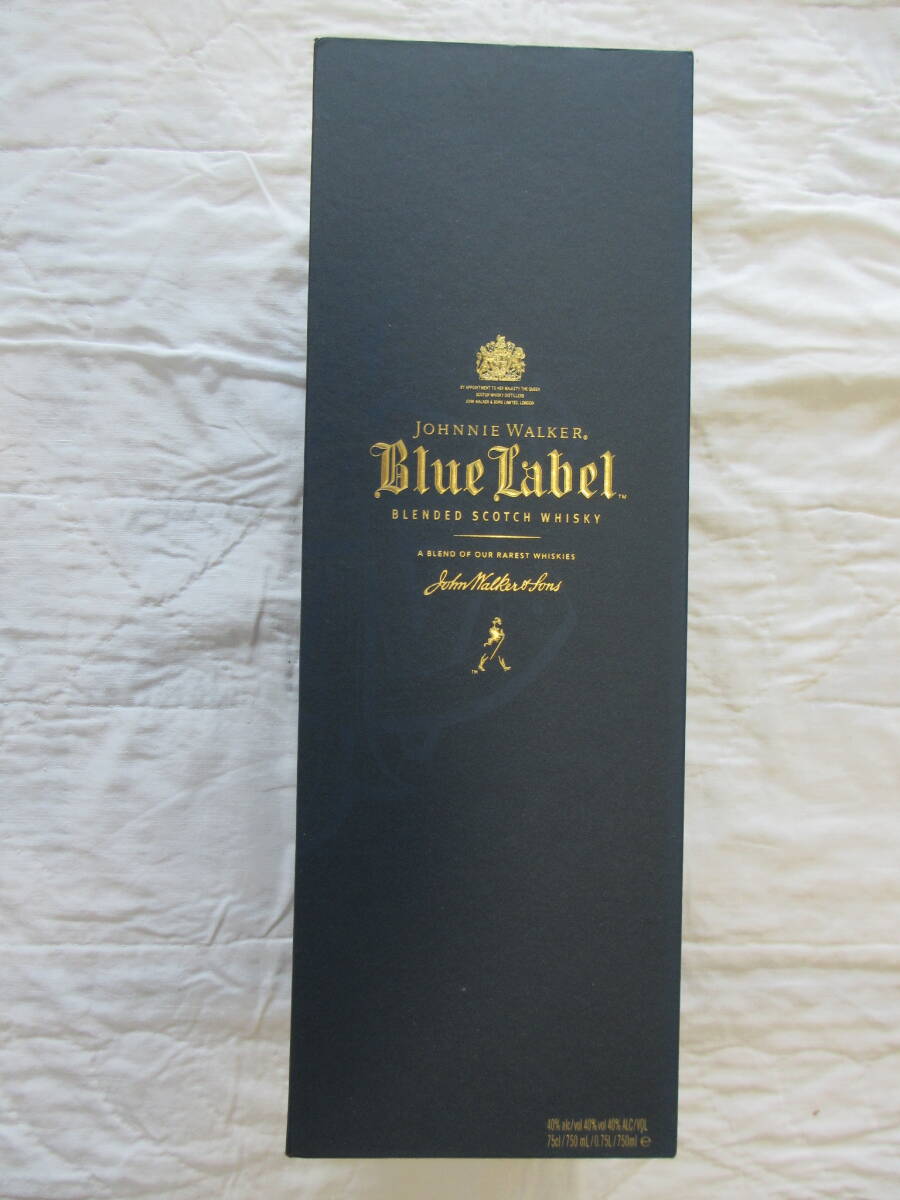 BY APPOINTMENT TO HER MAJESTY THE QUEEN
SCOTCH WHISKY DISTILLERS
JOHN WALKER & SONS LIMITED, LONDON
JOHNNIE WALKER®
Blue Label™
BLENDED SCOTCH WHISKY
A BLEND OF OUR RAREST WHISKIES
John Walker & Sons
™
40% alc/vol 40% vol 40% ALC/VOL
75cl / 750 mL / 0.75L / 750ml ℮